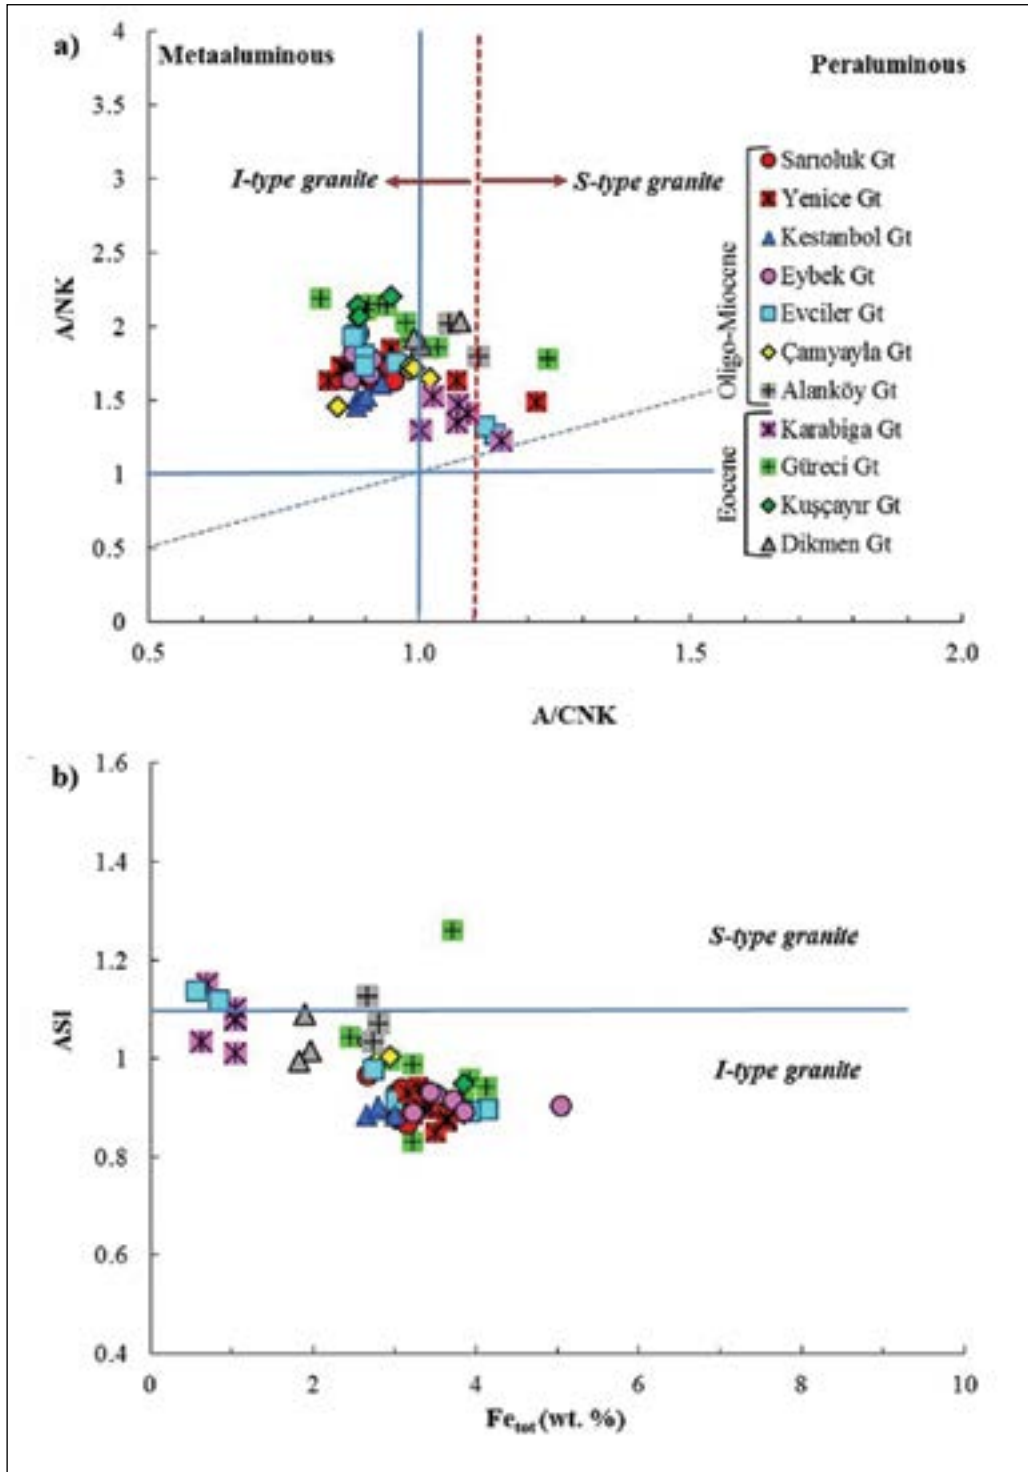 a)
4
3.5
3
2.5
2
1.5
1
0.5
0
A/NK
Metaaluminous
Peraluminous
I-type granite
S-type granite
Oligo-Miocene
Sarıoluk Gt
Yenice Gt
Kestanbol Gt
Eybek Gt
Evciler Gt
Çamyayla Gt
Alanköy Gt
Eocene
Karabiga Gt
Güreci Gt
Kuşçayır Gt
Dikmen Gt
0.5
1.0
1.5
2.0
A/CNK
b)
1.6
1.4
1.2
1
0.8
0.6
0.4
ASI
S-type granite
I-type granite
0
2
4
6
8
10
Fetot (wt. %)